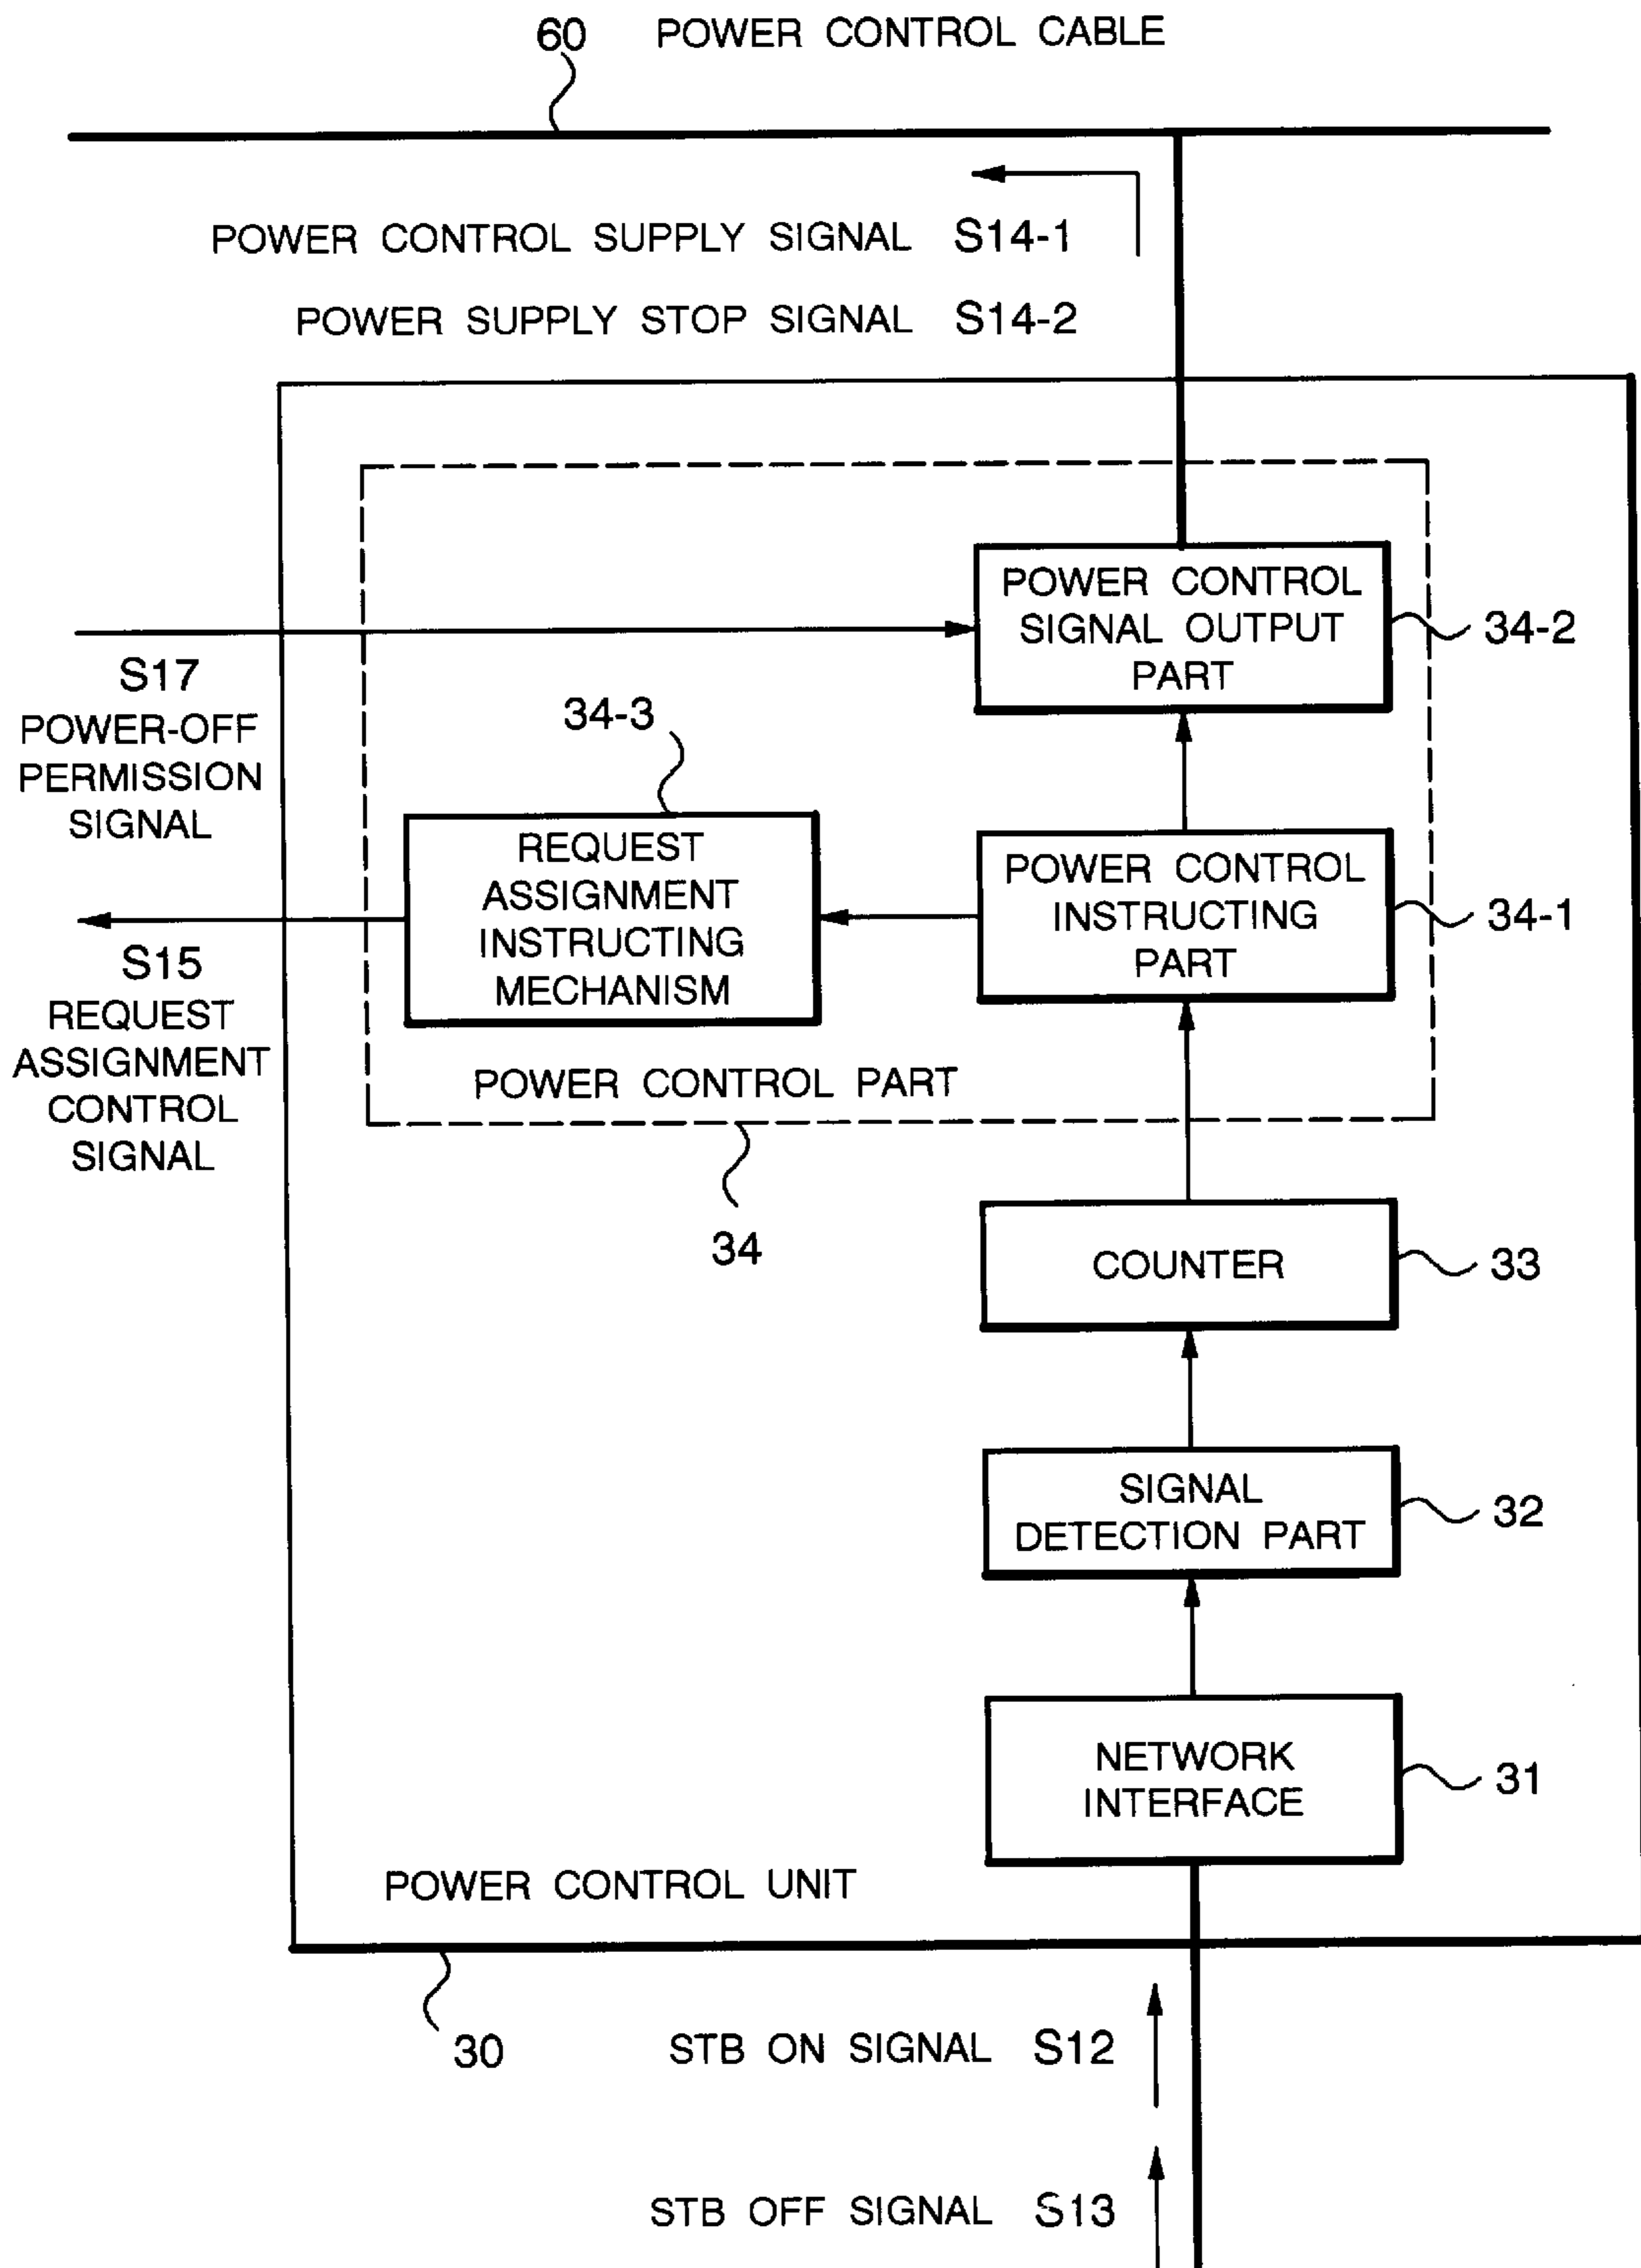 60 POWER CONTROL CABLE
POWER CONTROL SUPPLY SIGNAL S14-1
POWER SUPPLY STOP SIGNAL S14-2
POWER CONTROL
SIGNAL OUTPUT
PART
34-2
S17
POWER-OFF
PERMISSION
SIGNAL
34-3
REQUEST
ASSIGNMENT
INSTRUCTING
MECHANISM
POWER CONTROL
INSTRUCTING
PART
34-1
S15
REQUEST
ASSIGNMENT
CONTROL
SIGNAL
POWER CONTROL PART
34
COUNTER
33
SIGNAL
DETECTION PART
32
NETWORK
INTERFACE
31
POWER CONTROL UNIT
30
STB ON SIGNAL S12
STB OFF SIGNAL S13